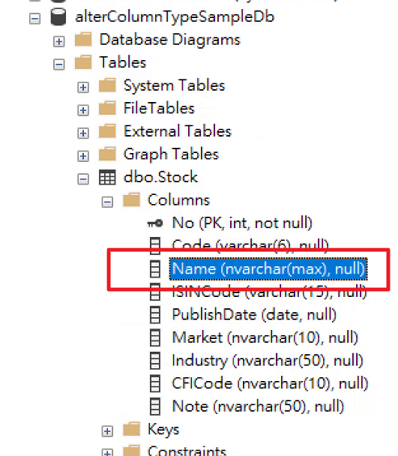 alterColumnTypeSampleDb
Database Diagrams
Tables
System Tables
FileTables
External Tables
Graph Tables
dbo.Stock
Columns
No (PK, int, not null)
Code (varchar(6), null)
Name (nvarchar(max), null)
ISINCode (varchar(15), null)
PublishDate (date, null)
Market (nvarchar(10), null)
Industry (nvarchar(50), null)
CFICode (nvarchar(10), null)
Note (nvarchar(50), null)
Keys
Constraints